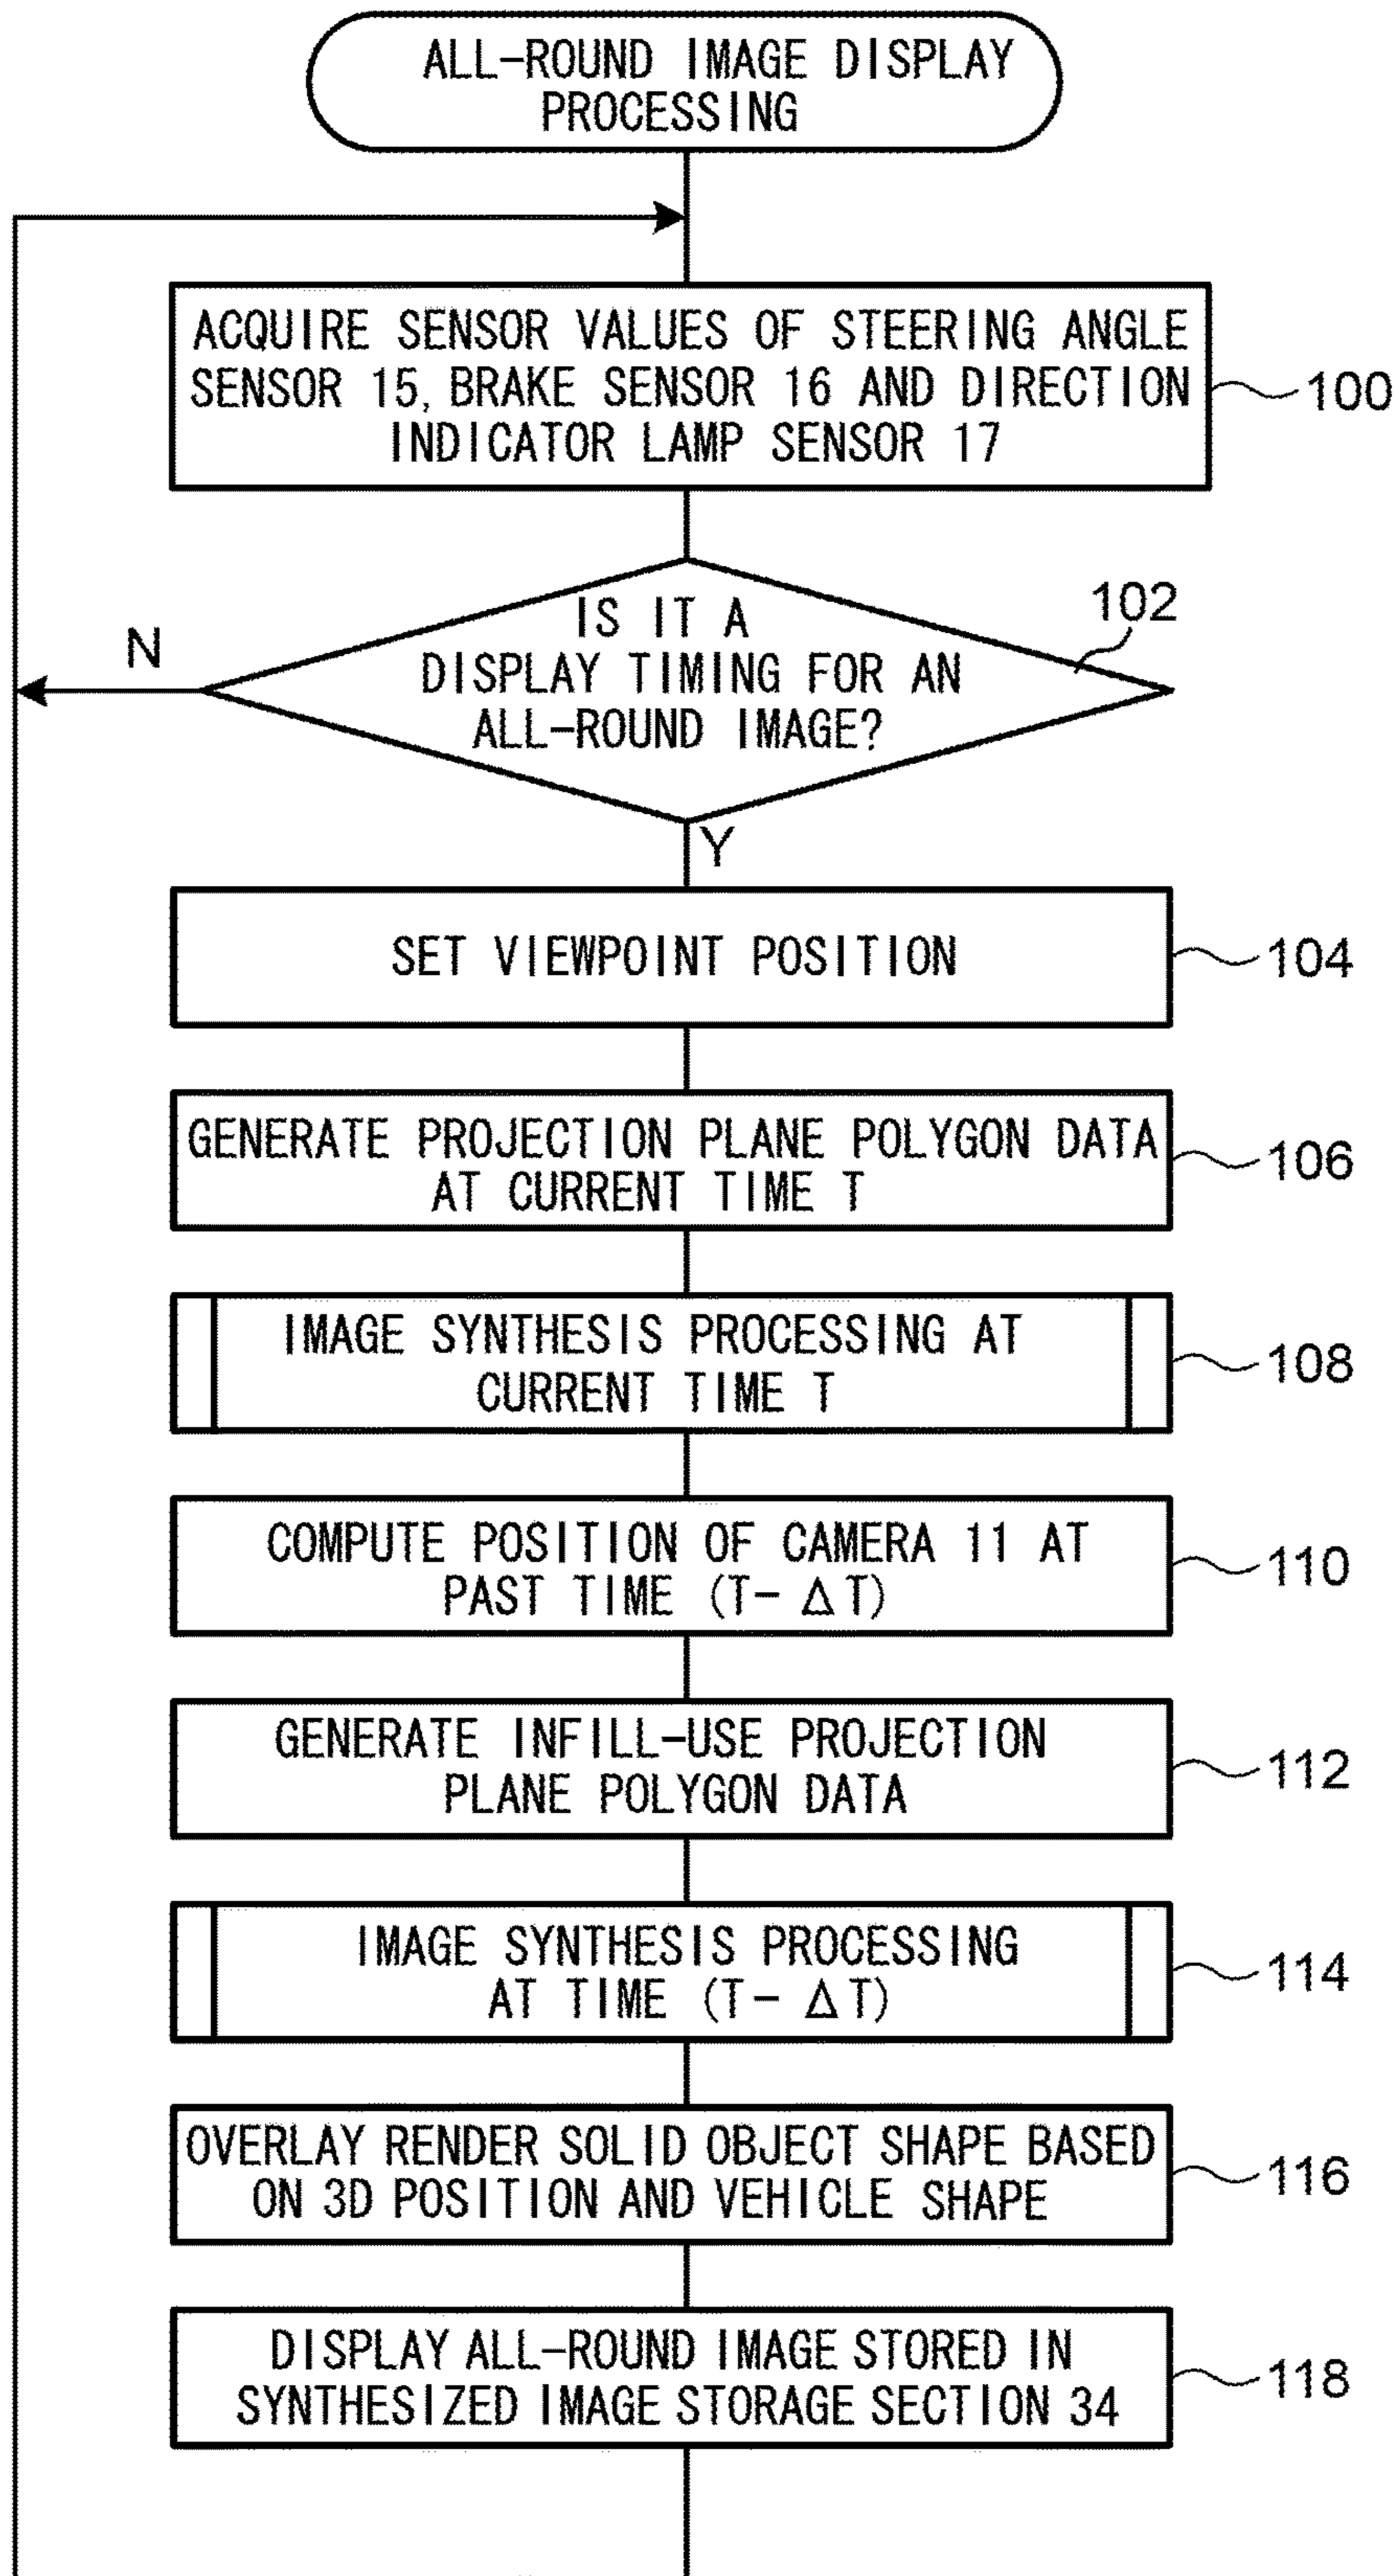 ALL-ROUND IMAGE DISPLAY
PROCESSING
ACQUIRE SENSOR VALUES OF STEERING ANGLE
SENSOR 15, BRAKE SENSOR 16 AND DIRECTION
INDICATOR LAMP SENSOR 17
100
IS IT A
DISPLAY TIMING FOR AN
ALL-ROUND IMAGE?
102
N
Y
SET VIEWPOINT POSITION
104
GENERATE PROJECTION PLANE POLYGON DATA
AT CURRENT TIME T
106
IMAGE SYNTHESIS PROCESSING AT
CURRENT TIME T
108
COMPUTE POSITION OF CAMERA 11 AT
PAST TIME (T- ΔT)
110
GENERATE INFILL-USE PROJECTION
PLANE POLYGON DATA
112
IMAGE SYNTHESIS PROCESSING
AT TIME (T- ΔT)
114
OVERLAY RENDER SOLID OBJECT SHAPE BASED
ON 3D POSITION AND VEHICLE SHAPE
116
DISPLAY ALL-ROUND IMAGE STORED IN
SYNTHESIZED IMAGE STORAGE SECTION 34
118